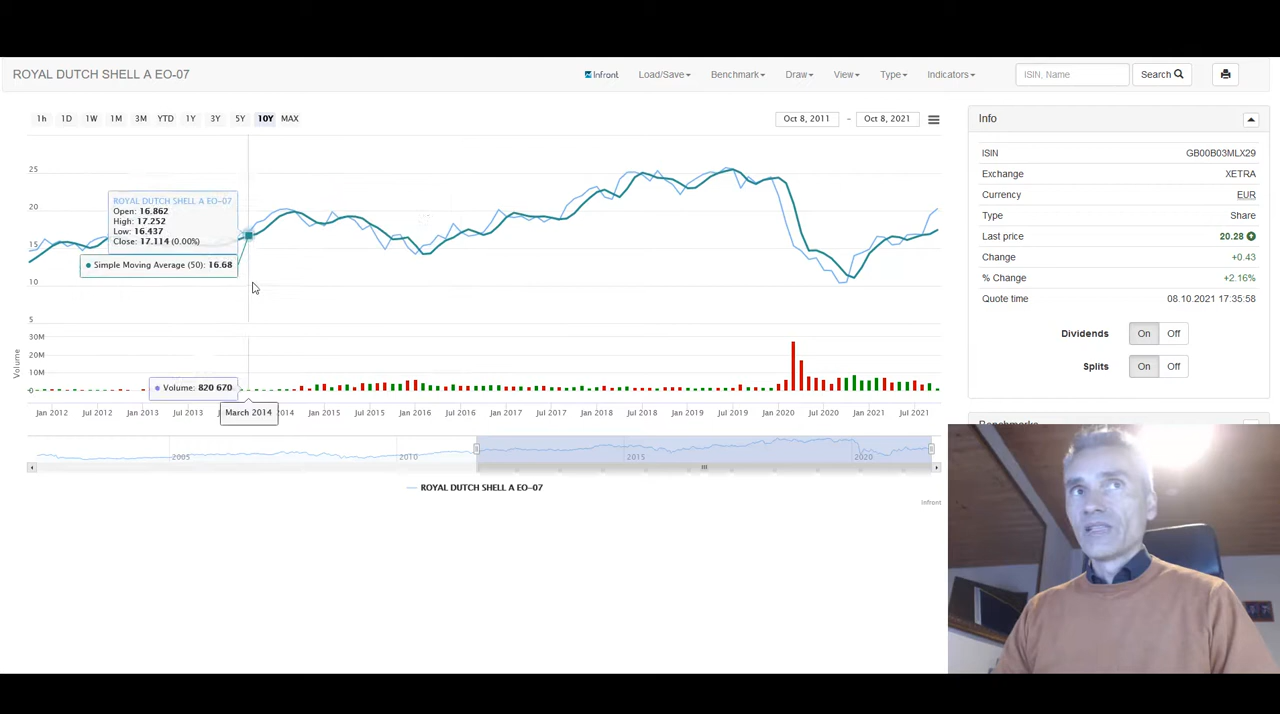 ROYAL DUTCH SHELL A EO-07
Infront
Load/Save
Benchmark
Draw
View
Type
Indicators
ISIN, Name
Search
1h 1D 1W 1M 3M YTD 1Y 3Y 5Y 10Y MAX
Oct 8, 2011 – Oct 8, 2021
25
20
15
10
5
ROYAL DUTCH SHELL A EO-07
Open: 16.862
High: 17.252
Low: 16.437
Close: 17.114 (0.00%)
Simple Moving Average (50): 16.68
Volume
30M
20M
10M
0
Volume: 820 670
Jan 2012 Jul 2012 Jan 2013 Jul 2013 2014 Jan 2015 Jul 2015 Jan 2016 Jul 2016 Jan 2017 Jul 2017 Jan 2018 Jul 2018 Jan 2019 Jul 2019 Jan 2020 Jul 2020 Jan 2021 Jul 2021
March 2014
2005 2010 2015 2020
ROYAL DUTCH SHELL A EO-07
Infront
Info
ISIN GB00B03MLX29
Exchange XETRA
Currency EUR
Type Share
Last price 20.28
Change +0.43
% Change +2.16%
Quote time 08.10.2021 17:35:58
Dividends On Off
Splits On Off